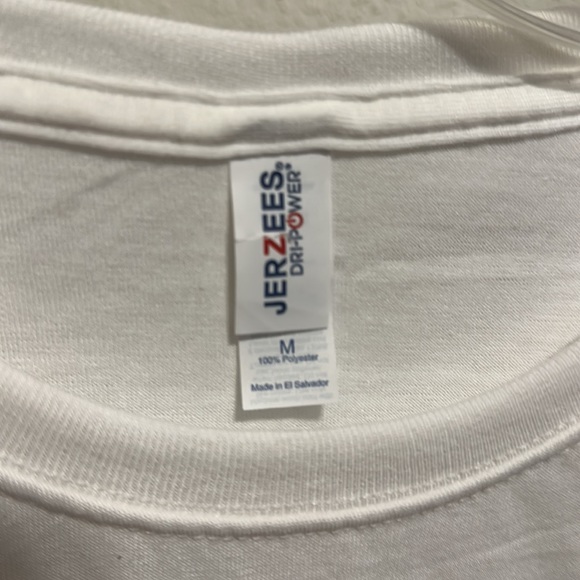 JERZEES®
DRI-POWER®
M
100% Polyester
Made in El Salvador